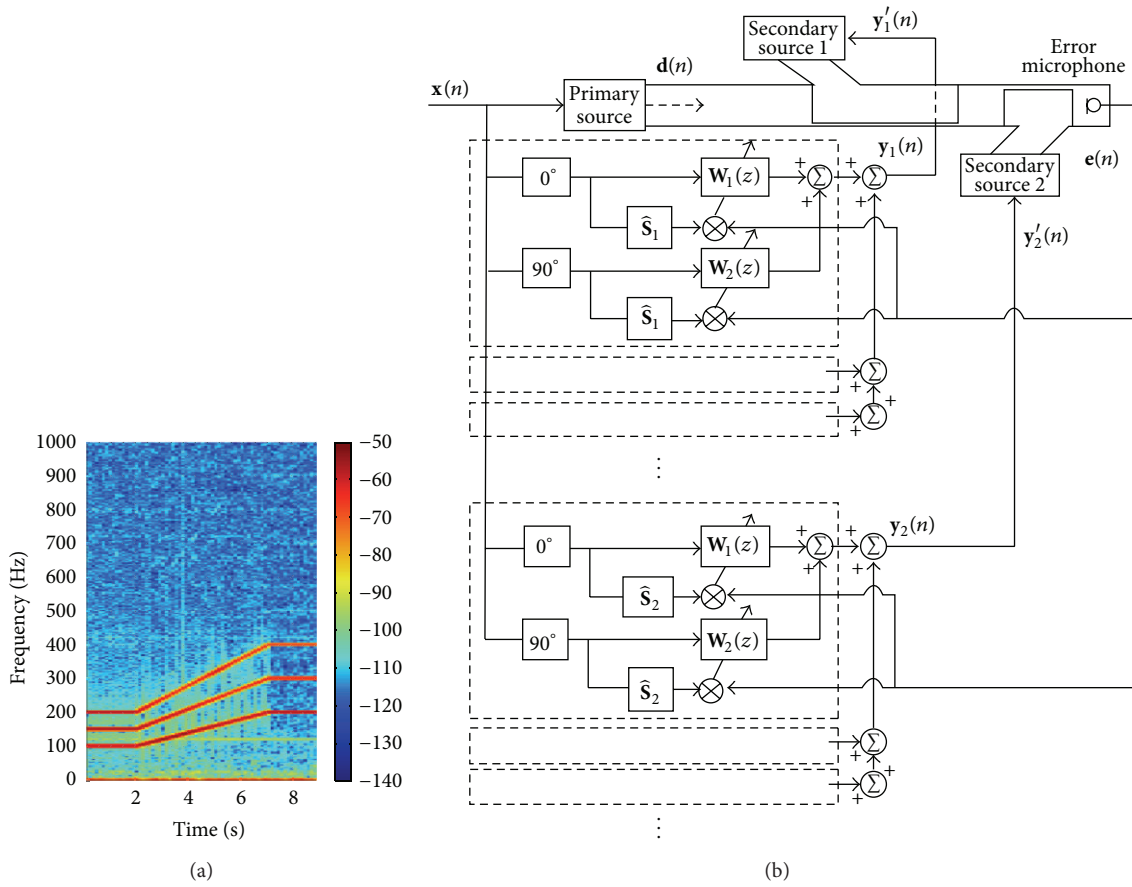 1000
900
800
700
600
500
400
300
200
100
0
Frequency (Hz)
2
4
6
8
Time (s)
−50
−60
−70
−80
−90
−100
−110
−120
−130
−140
(a)
x(n)
Primary
source
d(n)
Secondary
source 1
y′₁(n)
Error
microphone
e(n)
Secondary
source 2
y′₂(n)
y₁(n)
0°
W₁(z)
+
Σ
+
+
Σ
+
Ŝ₁
90°
W₂(z)
Ŝ₁
Σ
+
Σ
+
+
⋮
0°
W₁(z)
+
Σ
+
+
Σ
+
y₂(n)
Ŝ₂
90°
W₂(z)
Ŝ₂
Σ
+
Σ
+
+
⋮
(b)